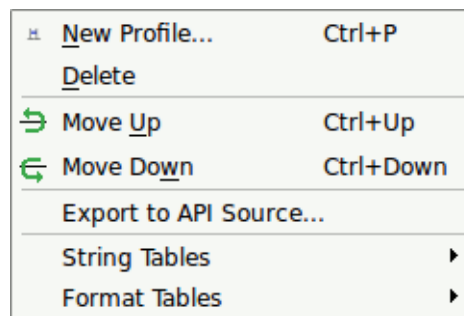 New Profile... Ctrl+P
Delete
Move Up Ctrl+Up
Move Down Ctrl+Down
Export to API Source...
String Tables
Format Tables